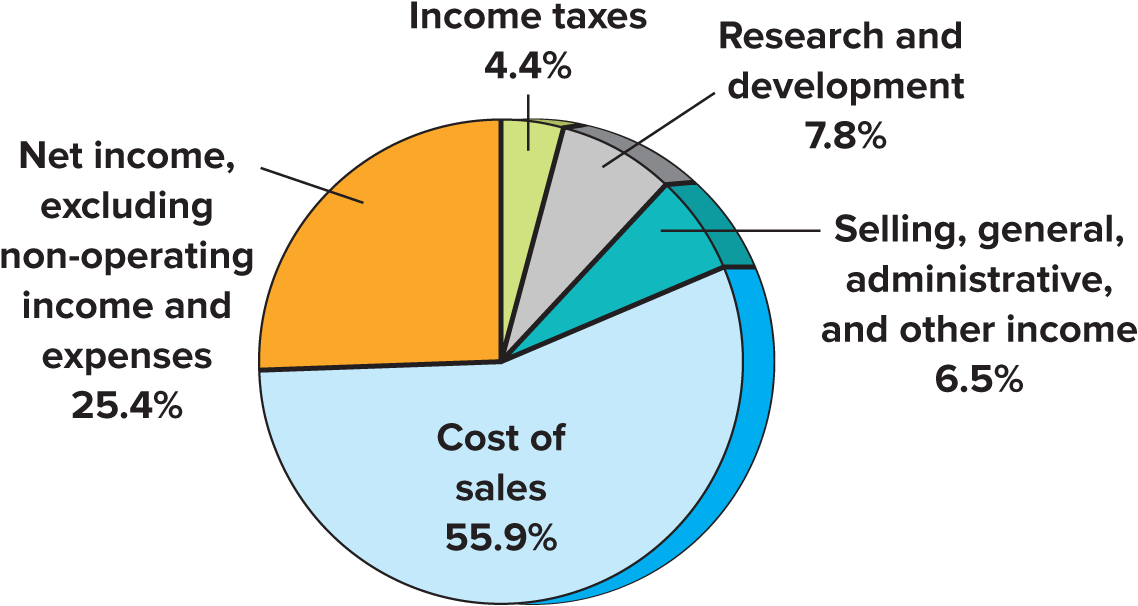 Income taxes
4.4%
Research and
development
7.8%
Net income,
excluding
non-operating
income and
expenses
25.4%
Selling, general,
administrative,
and other income
6.5%
Cost of
sales
55.9%